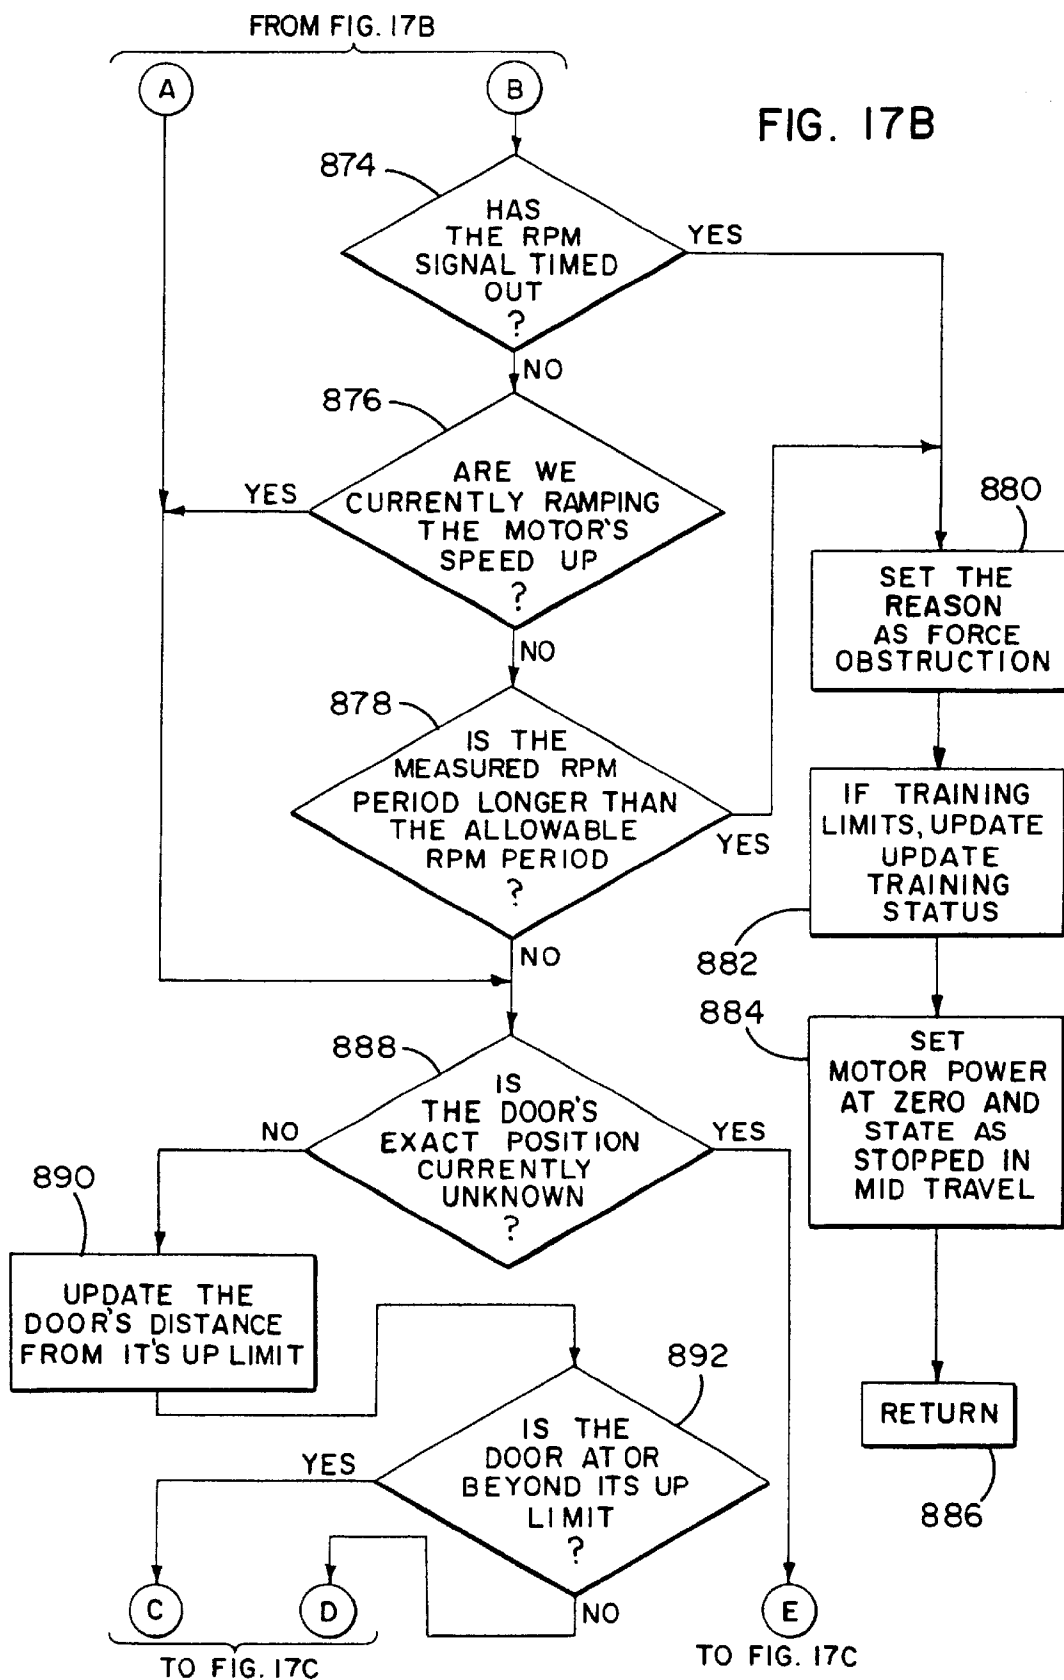 FROM FIG. 17B
A
B
FIG. 17B
874
HAS
THE RPM
SIGNAL TIMED
OUT
?
YES
NO
876
ARE WE
CURRENTLY RAMPING
THE MOTOR'S
SPEED UP
?
YES
NO
880
SET THE
REASON
AS FORCE
OBSTRUCTION
878
IS THE
MEASURED RPM
PERIOD LONGER THAN
THE ALLOWABLE
RPM PERIOD
?
YES
NO
IF TRAINING
LIMITS, UPDATE
UPDATE
TRAINING
STATUS
882
884
SET
MOTOR POWER
AT ZERO AND
STATE AS
STOPPED IN
MID TRAVEL
888
IS
THE DOOR'S
EXACT POSITION
CURRENTLY
UNKNOWN
?
NO
YES
890
UPDATE THE
DOOR'S DISTANCE
FROM IT'S UP LIMIT
892
IS THE
DOOR AT OR
BEYOND ITS UP
LIMIT
?
YES
NO
RETURN
886
C
D
E
TO FIG. 17C
TO FIG. 17C